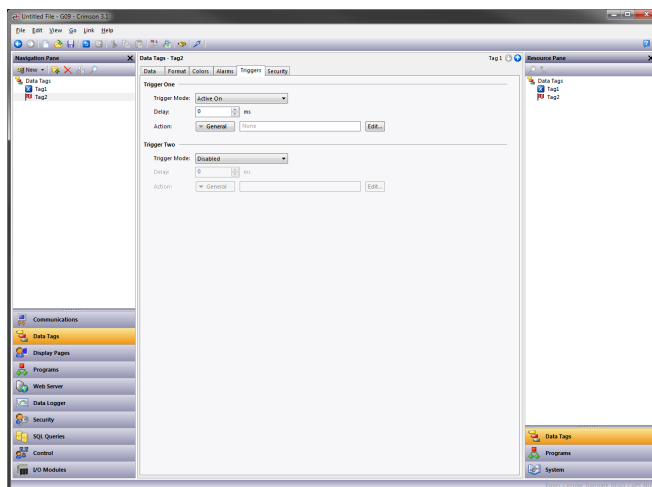 Untitled File - G09 - Crimson 3.1
File Edit View Go Link Help
Navigation Pane
New
Data Tags
Tag1
Tag2
Communications
Data Tags
Display Pages
Programs
Web Server
Data Logger
Security
SQL Queries
Control
I/O Modules
Data Tags - Tag2
Tag 1
Data Format Colors Alarms Triggers Security
Trigger One
Trigger Mode: Active On
Delay: 0 ms
Action: General None Edit...
Trigger Two
Trigger Mode: Disabled
Delay: 0 ms
Action: General Edit...
Resource Pane
Data Tags
Tag1
Tag2
Data Tags
Programs
System